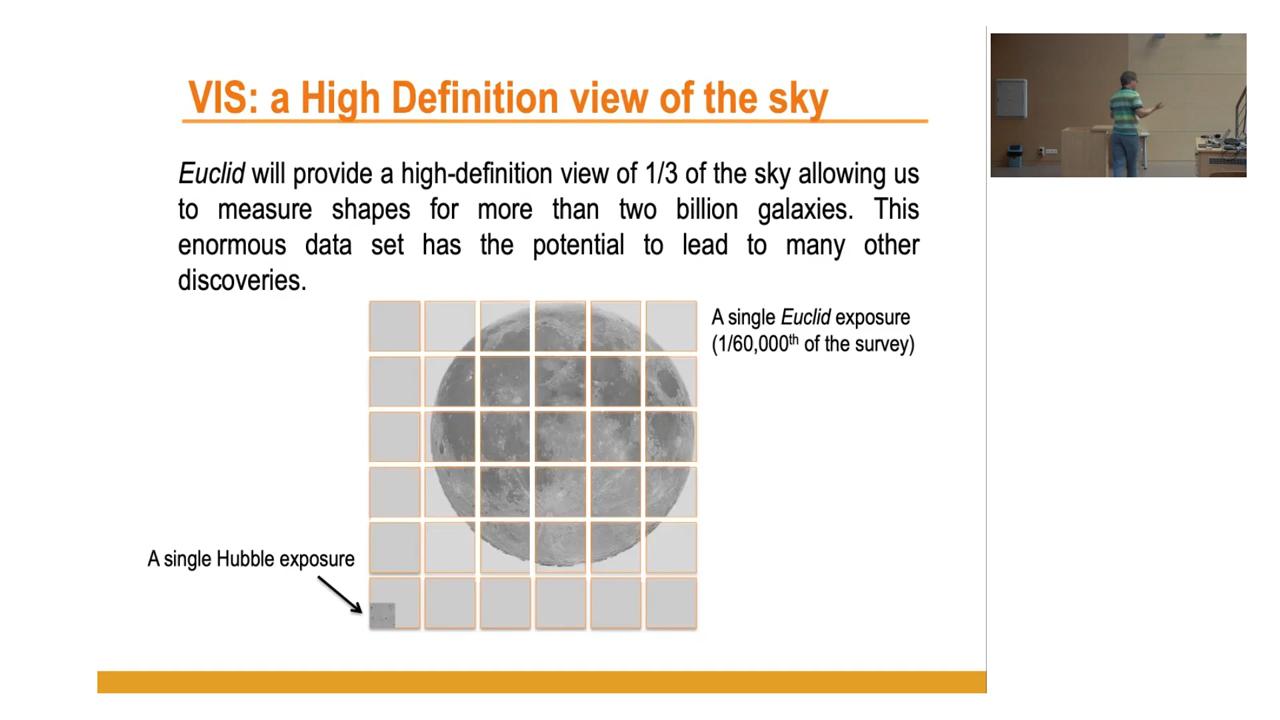 VIS: a High Definition view of the sky
Euclid will provide a high-definition view of 1/3 of the sky allowing us
to measure shapes for more than two billion galaxies. This
enormous data set has the potential to lead to many other
discoveries.
A single Euclid exposure
(1/60,000th of the survey)
A single Hubble exposure